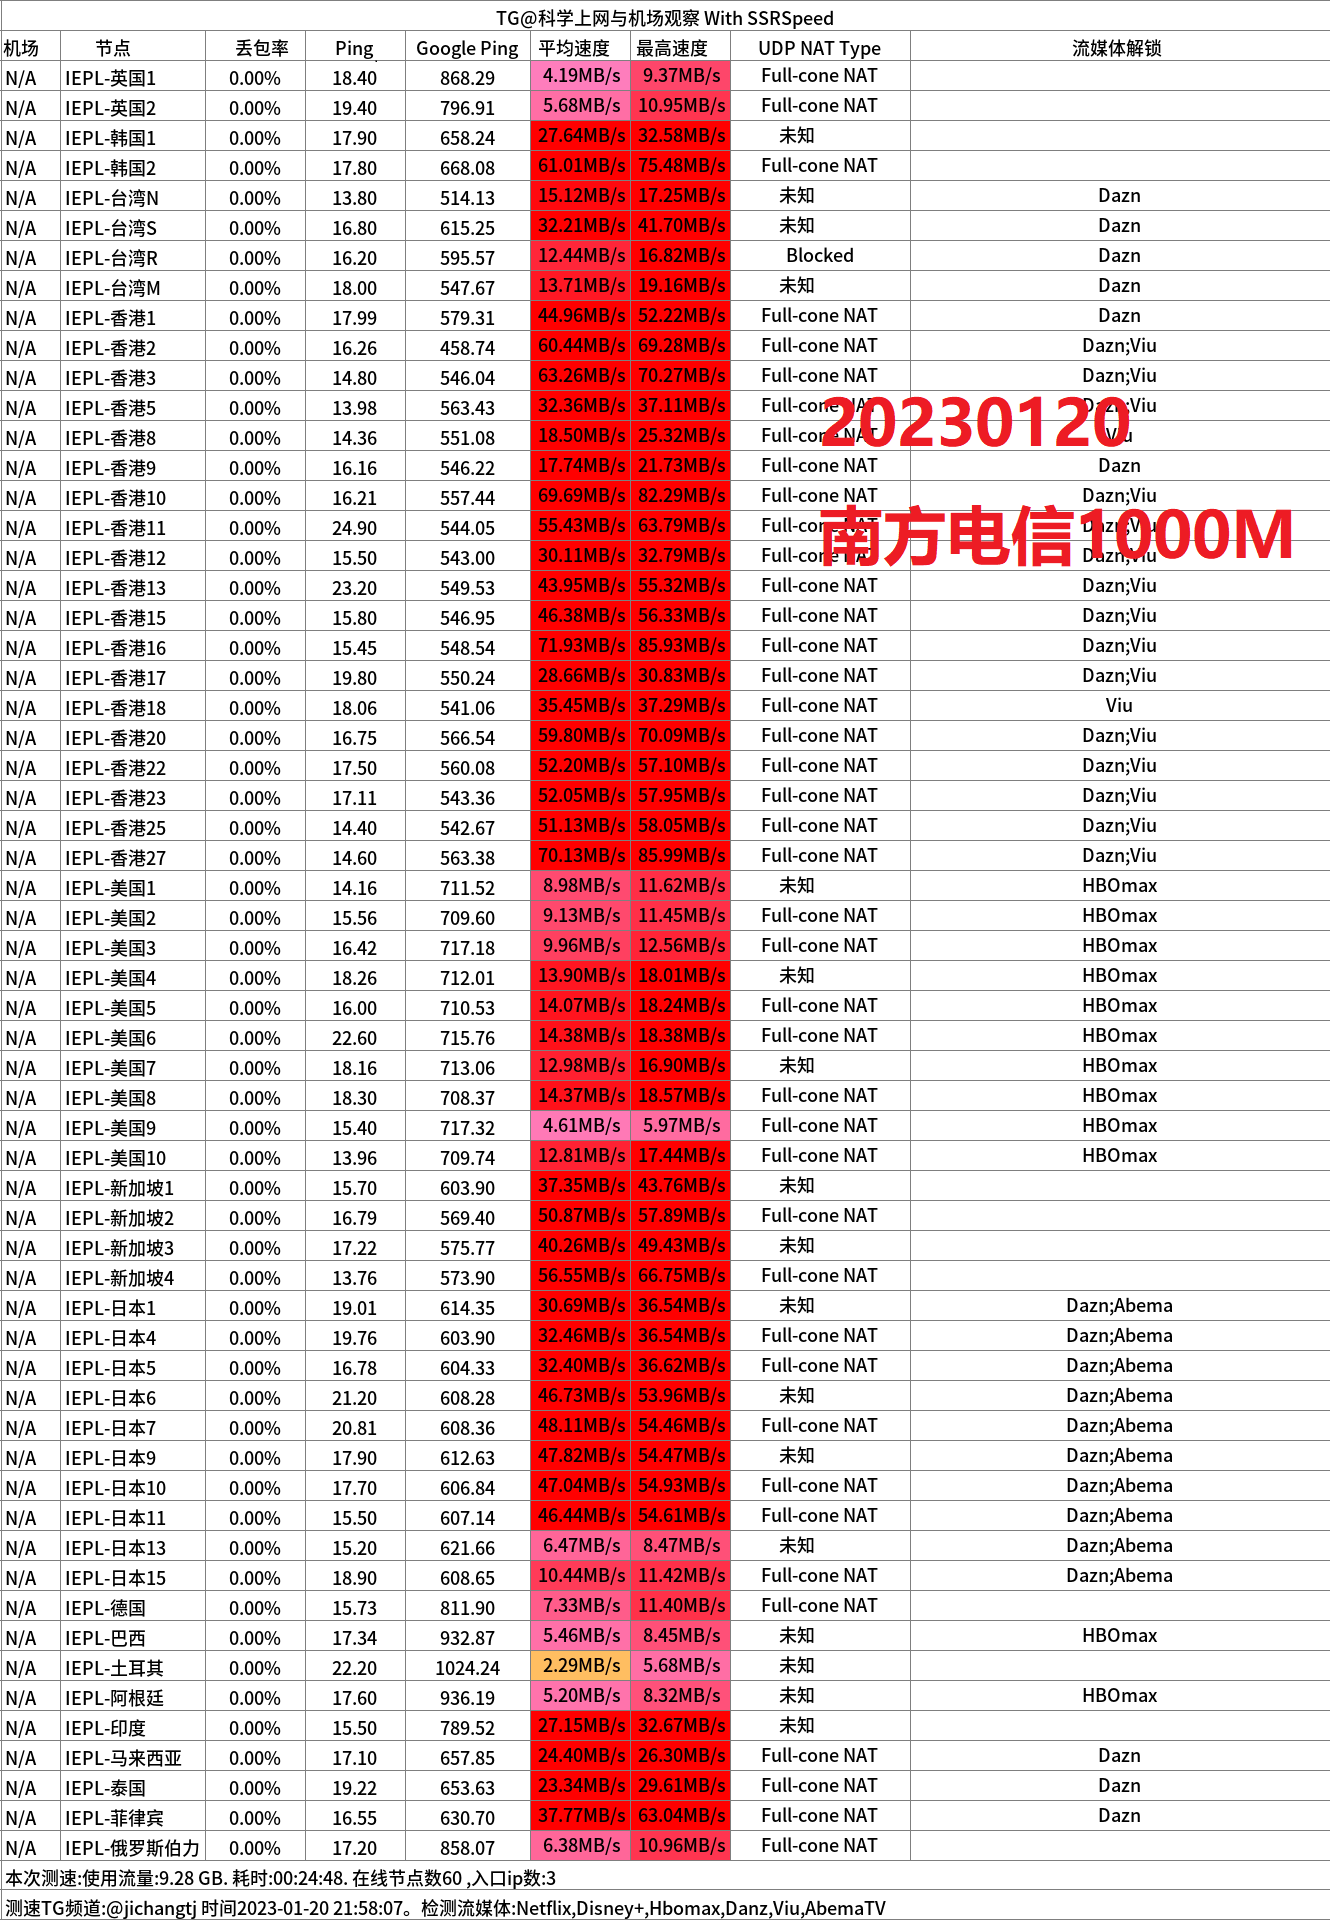 TG@科学上网与机场观察 With SSRSpeed
机场 节点 丢包率 Ping Google Ping 平均速度 最高速度 UDP NAT Type 流媒体解锁
N/A IEPL-英国1 0.00% 18.40 868.29 4.19MB/s 9.37MB/s Full-cone NAT
N/A IEPL-英国2 0.00% 19.40 796.91 5.68MB/s 10.95MB/s Full-cone NAT
N/A IEPL-韩国1 0.00% 17.90 658.24 27.64MB/s 32.58MB/s 未知
N/A IEPL-韩国2 0.00% 17.80 668.08 61.01MB/s 75.48MB/s Full-cone NAT
N/A IEPL-台湾N 0.00% 13.80 514.13 15.12MB/s 17.25MB/s 未知 Dazn
N/A IEPL-台湾S 0.00% 16.80 615.25 32.21MB/s 41.70MB/s 未知 Dazn
N/A IEPL-台湾R 0.00% 16.20 595.57 12.44MB/s 16.82MB/s Blocked Dazn
N/A IEPL-台湾M 0.00% 18.00 547.67 13.71MB/s 19.16MB/s 未知 Dazn
N/A IEPL-香港1 0.00% 17.99 579.31 44.96MB/s 52.22MB/s Full-cone NAT Dazn
N/A IEPL-香港2 0.00% 16.26 458.74 60.44MB/s 69.28MB/s Full-cone NAT Dazn;Viu
N/A IEPL-香港3 0.00% 14.80 546.04 63.26MB/s 70.27MB/s Full-cone NAT Dazn;Viu
N/A IEPL-香港5 0.00% 13.98 563.43 32.36MB/s 37.11MB/s Full-cone NAT Dazn;Viu
20230120
N/A IEPL-香港8 0.00% 14.36 551.08 18.50MB/s 25.32MB/s Full-cone NAT Viu
N/A IEPL-香港9 0.00% 16.16 546.22 17.74MB/s 21.73MB/s Full-cone NAT Dazn
N/A IEPL-香港10 0.00% 16.21 557.44 69.69MB/s 82.29MB/s Full-cone NAT Dazn;Viu
N/A IEPL-香港11 0.00% 24.90 544.05 55.43MB/s 63.79MB/s Full-cone NAT Dazn;Viu
南方电信1000M
N/A IEPL-香港12 0.00% 15.50 543.00 30.11MB/s 32.79MB/s Full-cone NAT Dazn;Viu
N/A IEPL-香港13 0.00% 23.20 549.53 43.95MB/s 55.32MB/s Full-cone NAT Dazn;Viu
N/A IEPL-香港15 0.00% 15.80 546.95 46.38MB/s 56.33MB/s Full-cone NAT Dazn;Viu
N/A IEPL-香港16 0.00% 15.45 548.54 71.93MB/s 85.93MB/s Full-cone NAT Dazn;Viu
N/A IEPL-香港17 0.00% 19.80 550.24 28.66MB/s 30.83MB/s Full-cone NAT Dazn;Viu
N/A IEPL-香港18 0.00% 18.06 541.06 35.45MB/s 37.29MB/s Full-cone NAT Viu
N/A IEPL-香港20 0.00% 16.75 566.54 59.80MB/s 70.09MB/s Full-cone NAT Dazn;Viu
N/A IEPL-香港22 0.00% 17.50 560.08 52.20MB/s 57.10MB/s Full-cone NAT Dazn;Viu
N/A IEPL-香港23 0.00% 17.11 543.36 52.05MB/s 57.95MB/s Full-cone NAT Dazn;Viu
N/A IEPL-香港25 0.00% 14.40 542.67 51.13MB/s 58.05MB/s Full-cone NAT Dazn;Viu
N/A IEPL-香港27 0.00% 14.60 563.38 70.13MB/s 85.99MB/s Full-cone NAT Dazn;Viu
N/A IEPL-美国1 0.00% 14.16 711.52 8.98MB/s 11.62MB/s 未知 HBOmax
N/A IEPL-美国2 0.00% 15.56 709.60 9.13MB/s 11.45MB/s Full-cone NAT HBOmax
N/A IEPL-美国3 0.00% 16.42 717.18 9.96MB/s 12.56MB/s Full-cone NAT HBOmax
N/A IEPL-美国4 0.00% 18.26 712.01 13.90MB/s 18.01MB/s 未知 HBOmax
N/A IEPL-美国5 0.00% 16.00 710.53 14.07MB/s 18.24MB/s Full-cone NAT HBOmax
N/A IEPL-美国6 0.00% 22.60 715.76 14.38MB/s 18.38MB/s Full-cone NAT HBOmax
N/A IEPL-美国7 0.00% 18.16 713.06 12.98MB/s 16.90MB/s 未知 HBOmax
N/A IEPL-美国8 0.00% 18.30 708.37 14.37MB/s 18.57MB/s Full-cone NAT HBOmax
N/A IEPL-美国9 0.00% 15.40 717.32 4.61MB/s 5.97MB/s Full-cone NAT HBOmax
N/A IEPL-美国10 0.00% 13.96 709.74 12.81MB/s 17.44MB/s Full-cone NAT HBOmax
N/A IEPL-新加坡1 0.00% 15.70 603.90 37.35MB/s 43.76MB/s 未知
N/A IEPL-新加坡2 0.00% 16.79 569.40 50.87MB/s 57.89MB/s Full-cone NAT
N/A IEPL-新加坡3 0.00% 17.22 575.77 40.26MB/s 49.43MB/s 未知
N/A IEPL-新加坡4 0.00% 13.76 573.90 56.55MB/s 66.75MB/s Full-cone NAT
N/A IEPL-日本1 0.00% 19.01 614.35 30.69MB/s 36.54MB/s 未知 Dazn;Abema
N/A IEPL-日本4 0.00% 19.76 603.90 32.46MB/s 36.54MB/s Full-cone NAT Dazn;Abema
N/A IEPL-日本5 0.00% 16.78 604.33 32.40MB/s 36.62MB/s Full-cone NAT Dazn;Abema
N/A IEPL-日本6 0.00% 21.20 608.28 46.73MB/s 53.96MB/s 未知 Dazn;Abema
N/A IEPL-日本7 0.00% 20.81 608.36 48.11MB/s 54.46MB/s Full-cone NAT Dazn;Abema
N/A IEPL-日本9 0.00% 17.90 612.63 47.82MB/s 54.47MB/s 未知 Dazn;Abema
N/A IEPL-日本10 0.00% 17.70 606.84 47.04MB/s 54.93MB/s Full-cone NAT Dazn;Abema
N/A IEPL-日本11 0.00% 15.50 607.14 46.44MB/s 54.61MB/s Full-cone NAT Dazn;Abema
N/A IEPL-日本13 0.00% 15.20 621.66 6.47MB/s 8.47MB/s 未知 Dazn;Abema
N/A IEPL-日本15 0.00% 18.90 608.65 10.44MB/s 11.42MB/s Full-cone NAT Dazn;Abema
N/A IEPL-德国 0.00% 15.73 811.90 7.33MB/s 11.40MB/s Full-cone NAT
N/A IEPL-巴西 0.00% 17.34 932.87 5.46MB/s 8.45MB/s 未知 HBOmax
N/A IEPL-土耳其 0.00% 22.20 1024.24 2.29MB/s 5.68MB/s 未知
N/A IEPL-阿根廷 0.00% 17.60 936.19 5.20MB/s 8.32MB/s 未知 HBOmax
N/A IEPL-印度 0.00% 15.50 789.52 27.15MB/s 32.67MB/s 未知
N/A IEPL-马来西亚 0.00% 17.10 657.85 24.40MB/s 26.30MB/s Full-cone NAT Dazn
N/A IEPL-泰国 0.00% 19.22 653.63 23.34MB/s 29.61MB/s Full-cone NAT Dazn
N/A IEPL-菲律宾 0.00% 16.55 630.70 37.77MB/s 63.04MB/s Full-cone NAT Dazn
N/A IEPL-俄罗斯伯力 0.00% 17.20 858.07 6.38MB/s 10.96MB/s Full-cone NAT
本次测速:使用流量:9.28 GB. 耗时:00:24:48. 在线节点数60 ,入口ip数:3
测速TG频道:@jichangtj 时间2023-01-20 21:58:07。检测流媒体:Netflix,Disney+,Hbomax,Danz,Viu,AbemaTV